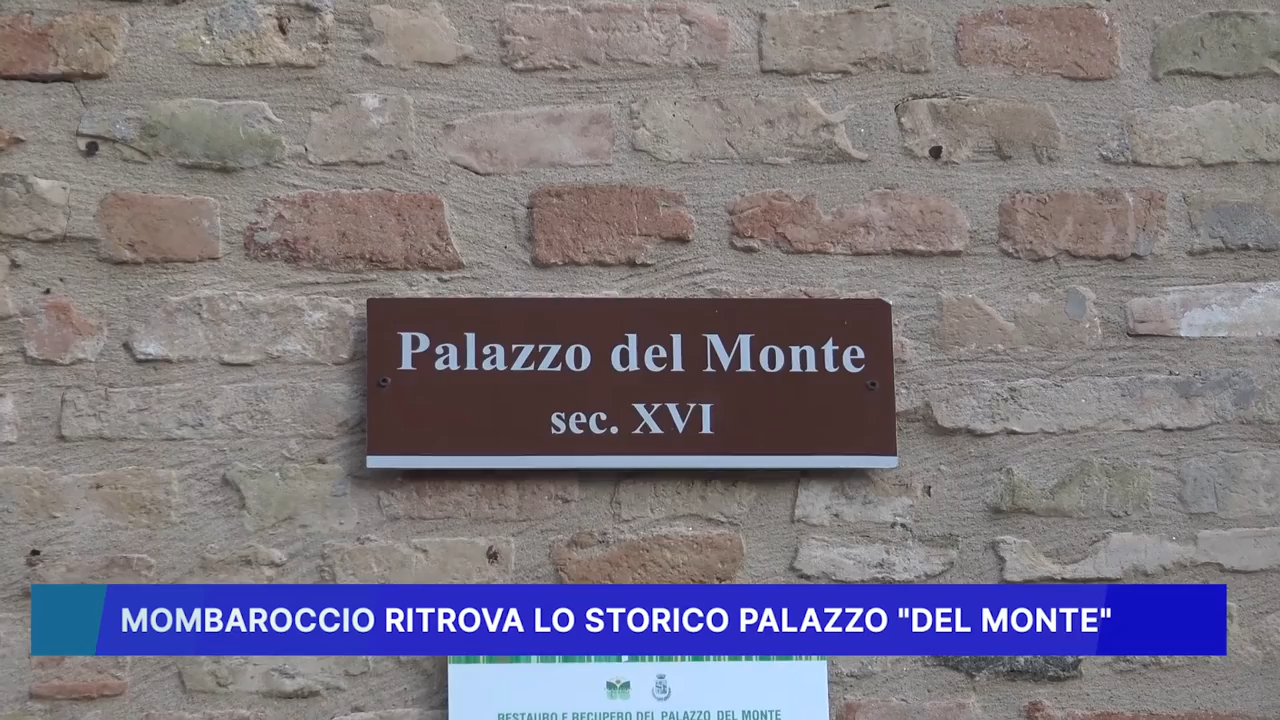 Palazzo del Monte
sec. XVI
MOMBAROCCIO RITROVA LO STORICO PALAZZO "DEL MONTE"
RESTAURO E RECUPERO DEL PALAZZO DEL MONTE